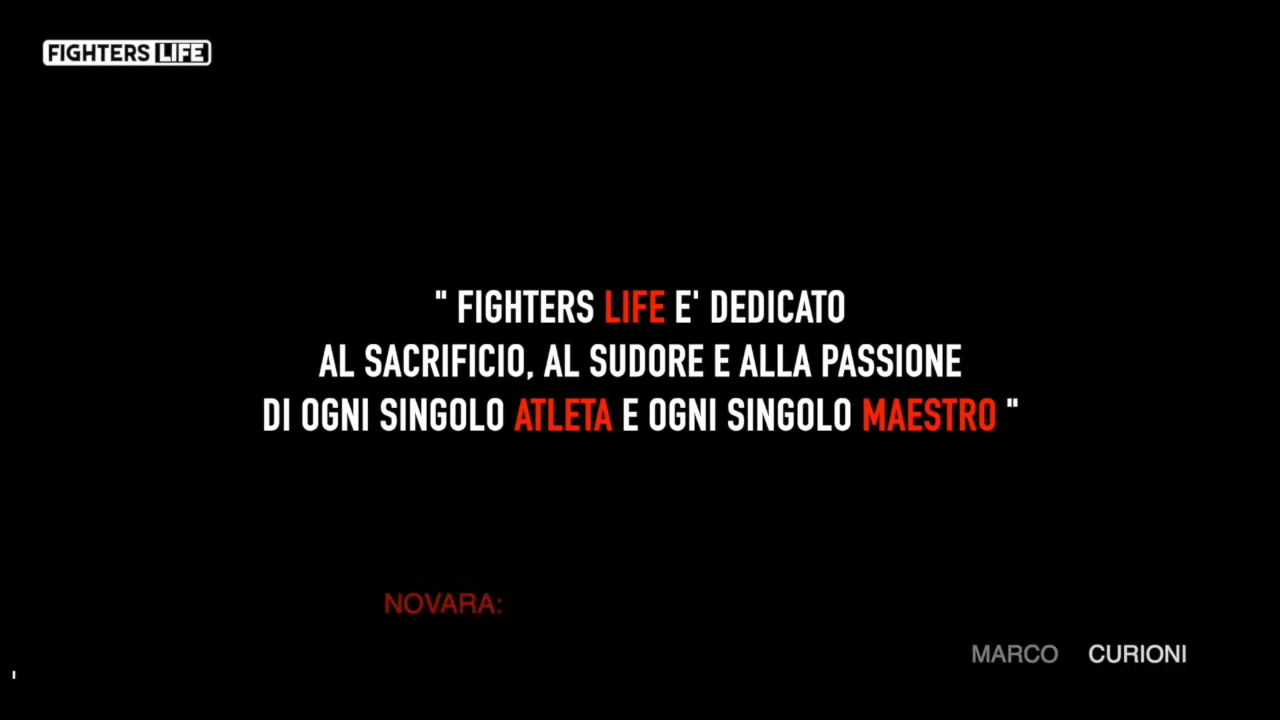 FIGHTERS LIFE
" FIGHTERS LIFE E' DEDICATO
AL SACRIFICIO, AL SUDORE E ALLA PASSIONE
DI OGNI SINGOLO ATLETA E OGNI SINGOLO MAESTRO "
NOVARA:
MARCO CURIONI